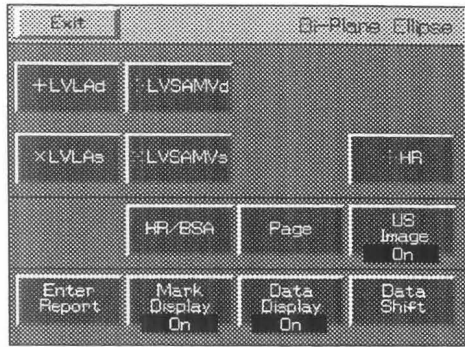 Exit
Bi-Plane Ellipse
+LVLAd
LVSAMVd
×LVLAs
LVSAMVs
HR
HR/BSA
Page
US
Image
On
Enter
Report
Mark
Display
On
Data
Display
On
Data
Shift